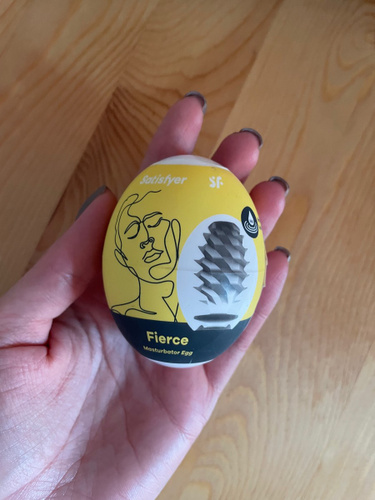 Satisfyer SF-
Fierce
Masturbator Egg